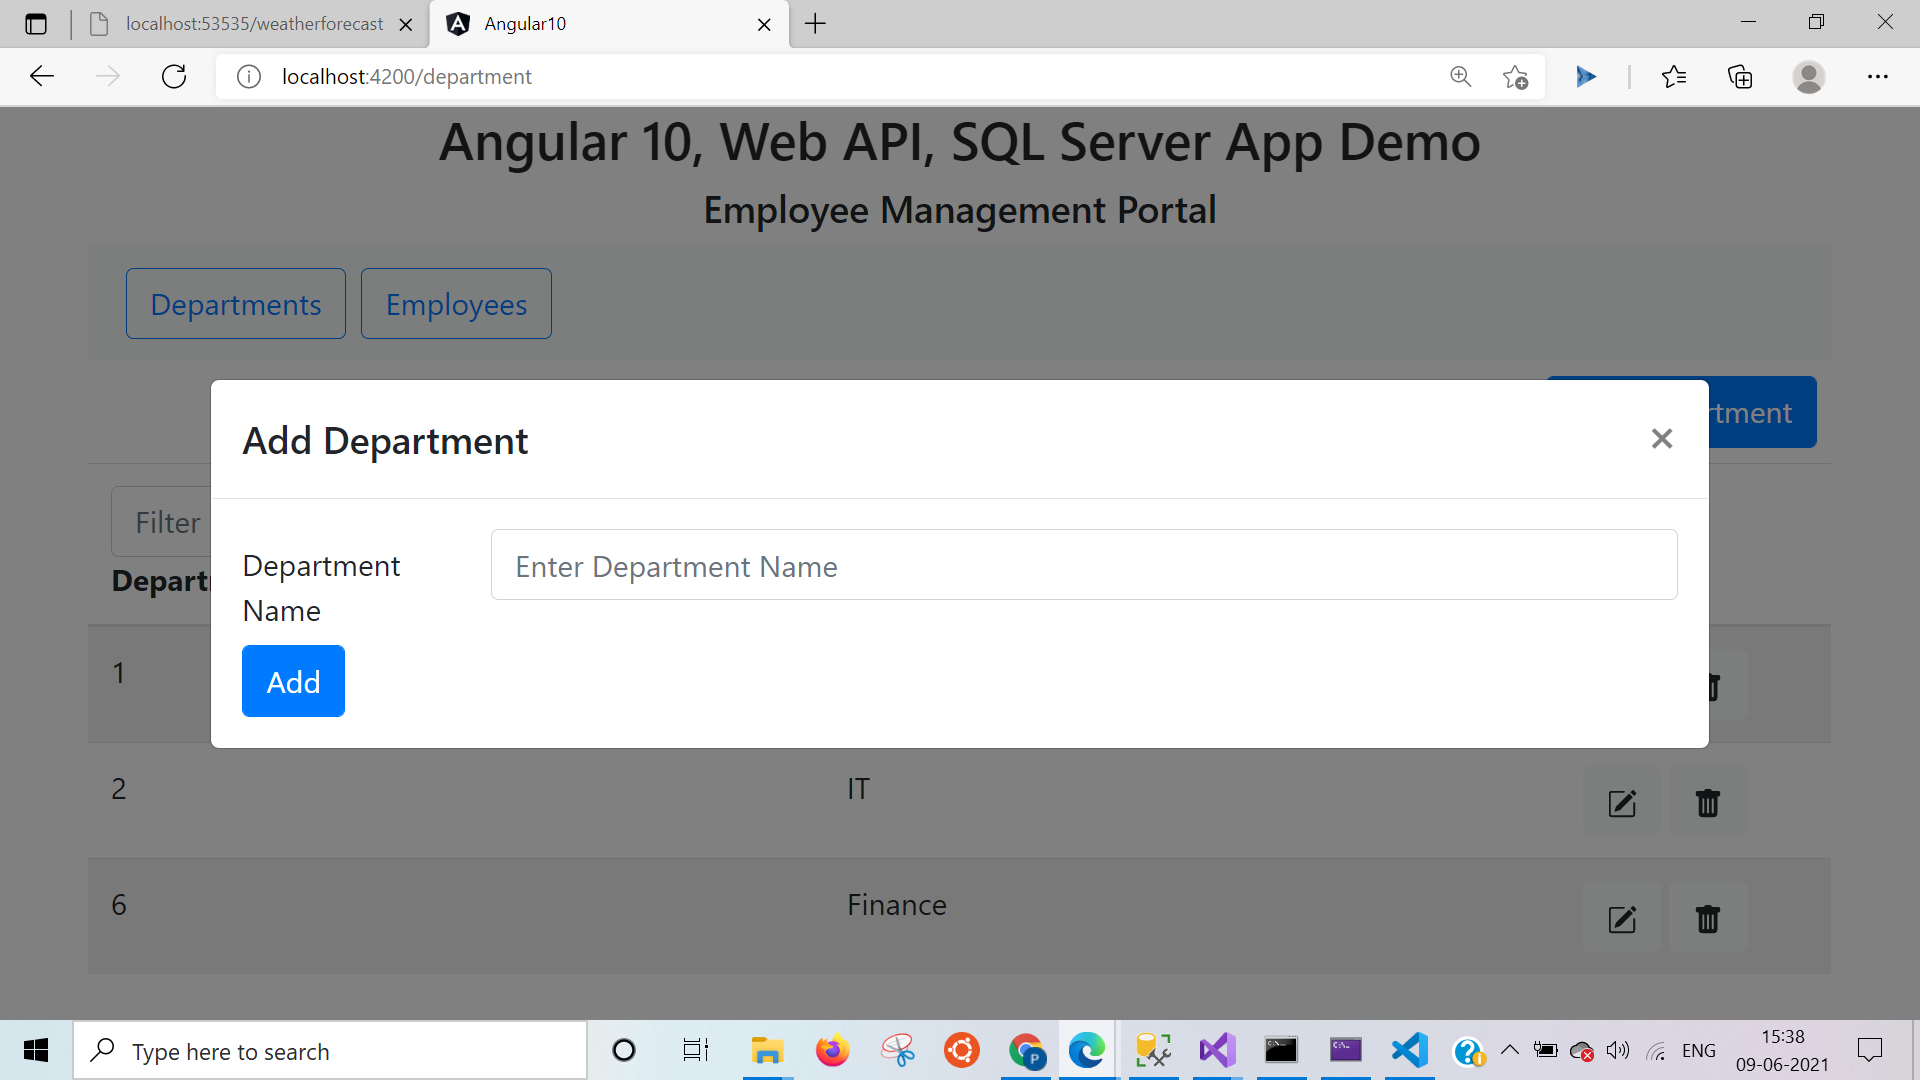 localhost:53535/weatherforecast
Angular10
localhost:4200/department
Angular 10, Web API, SQL Server App Demo
Employee Management Portal
Departments
Employees
Add Department
Filter
Department Name
Enter Department Name
Add
1
2
IT
6
Finance
Type here to search
ENG
15:38
09-06-2021